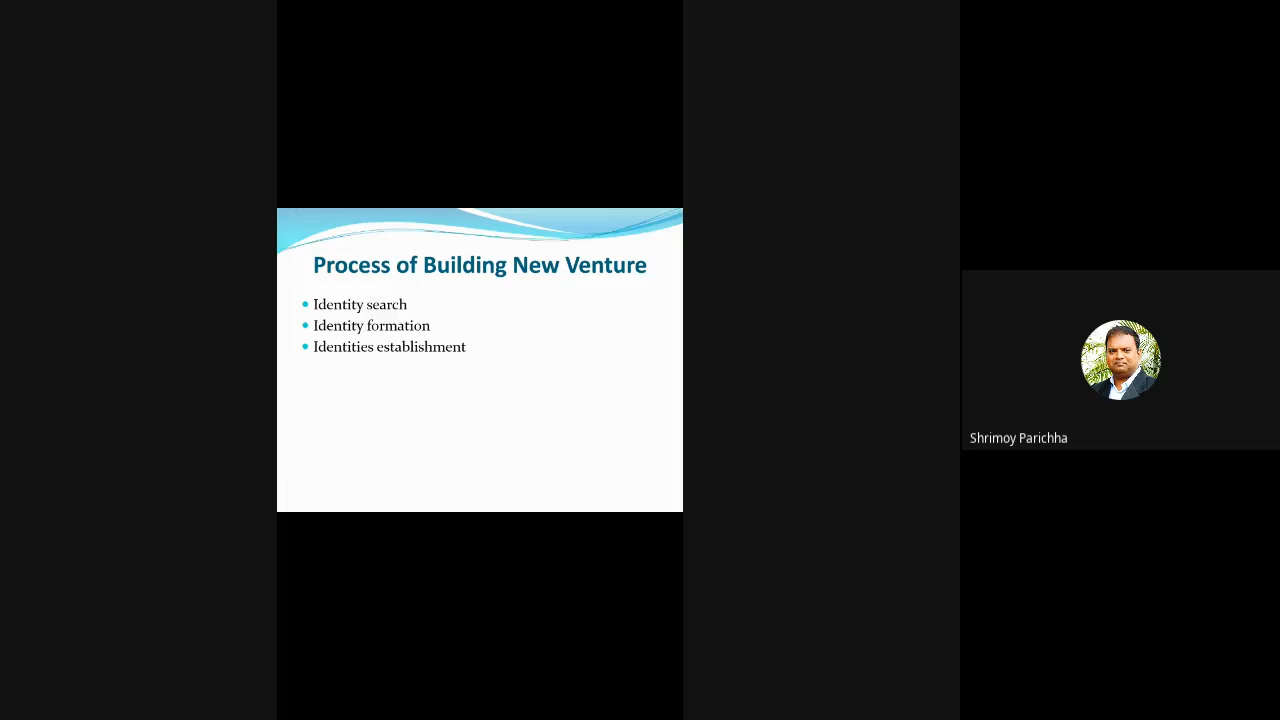 Process of Building New Venture
Identity search
Identity formation
Identities establishment
Shrimoy Parichha